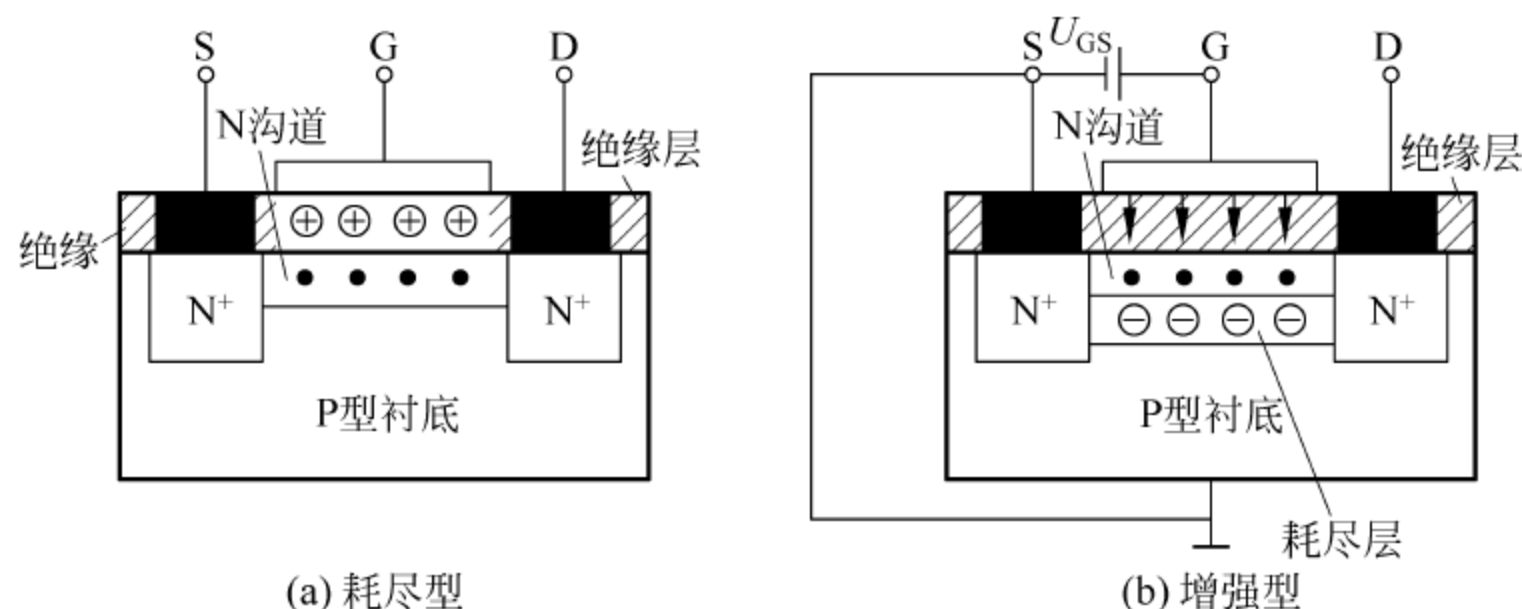 S G D
N沟道
绝缘层
绝缘
N⁺ N⁺
P型衬底
(a) 耗尽型
S U_GS G D
N沟道
绝缘层
N⁺ N⁺
P型衬底
耗尽层
(b) 增强型